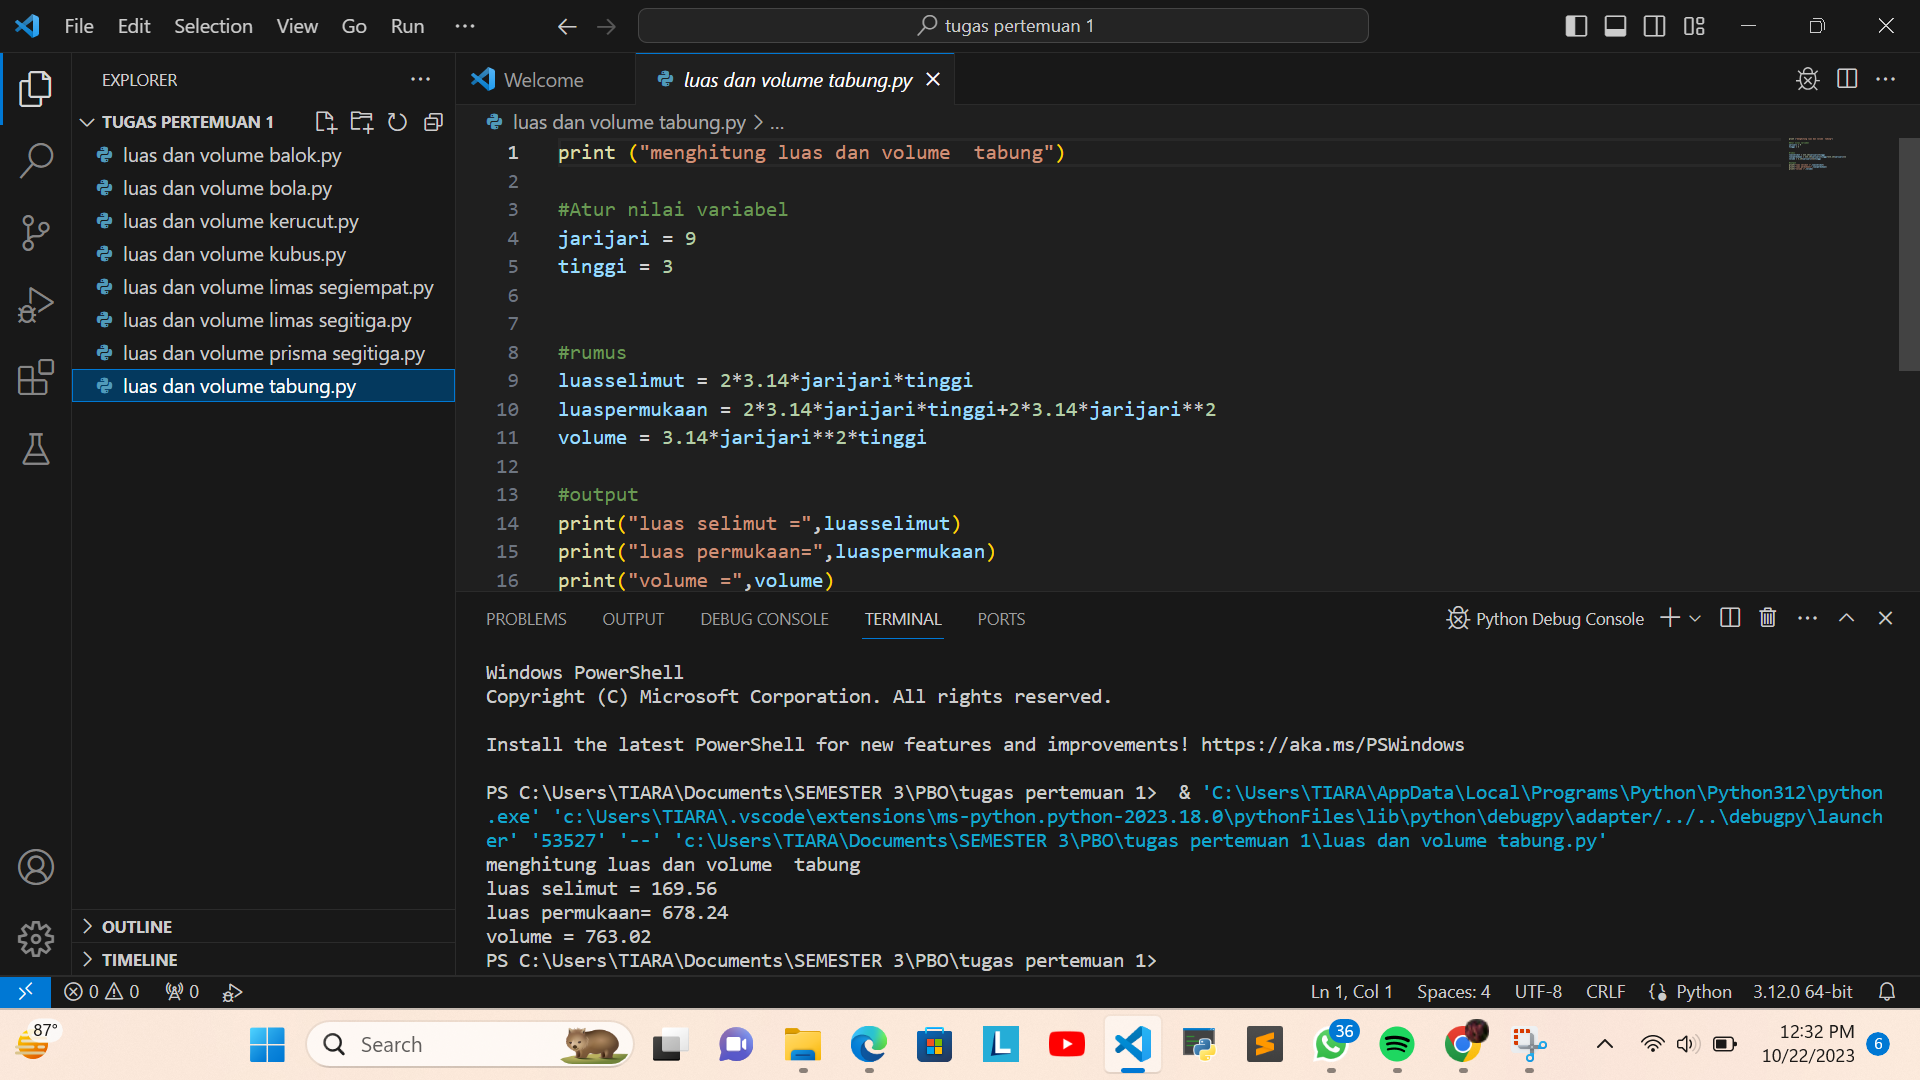 File Edit Selection View Go Run ...
tugas pertemuan 1
EXPLORER
TUGAS PERTEMUAN 1
luas dan volume balok.py
luas dan volume bola.py
luas dan volume kerucut.py
luas dan volume kubus.py
luas dan volume limas segiempat.py
luas dan volume limas segitiga.py
luas dan volume prisma segitiga.py
luas dan volume tabung.py
OUTLINE
TIMELINE
Welcome
luas dan volume tabung.py
luas dan volume tabung.py > ...
1 print ("menghitung luas dan volume  tabung")
2
3 #Atur nilai variabel
4 jarijari = 9
5 tinggi = 3
6
7
8 #rumus
9 luasselimut = 2*3.14*jarijari*tinggi
10 luaspermukaan = 2*3.14*jarijari*tinggi+2*3.14*jarijari**2
11 volume = 3.14*jarijari**2*tinggi
12
13 #output
14 print("luas selimut =",luasselimut)
15 print("luas permukaan=",luaspermukaan)
16 print("volume =",volume)
PROBLEMS OUTPUT DEBUG CONSOLE TERMINAL PORTS
Python Debug Console
Windows PowerShell
Copyright (C) Microsoft Corporation. All rights reserved.
Install the latest PowerShell for new features and improvements! https://aka.ms/PSWindows
PS C:\Users\TIARA\Documents\SEMESTER 3\PBO\tugas pertemuan 1>  & 'C:\Users\TIARA\AppData\Local\Programs\Python\Python312\python
.exe' 'c:\Users\TIARA\.vscode\extensions\ms-python.python-2023.18.0\pythonFiles\lib\python\debugpy\adapter/../..\debugpy\launch
er' '53527' '--' 'c:\Users\TIARA\Documents\SEMESTER 3\PBO\tugas pertemuan 1\luas dan volume tabung.py'
menghitung luas dan volume  tabung
luas selimut = 169.56
luas permukaan= 678.24
volume = 763.02
PS C:\Users\TIARA\Documents\SEMESTER 3\PBO\tugas pertemuan 1>
0 0 0
Ln 1, Col 1 Spaces: 4 UTF-8 CRLF Python 3.12.0 64-bit
87°
Search
36
12:32 PM
10/22/2023
6